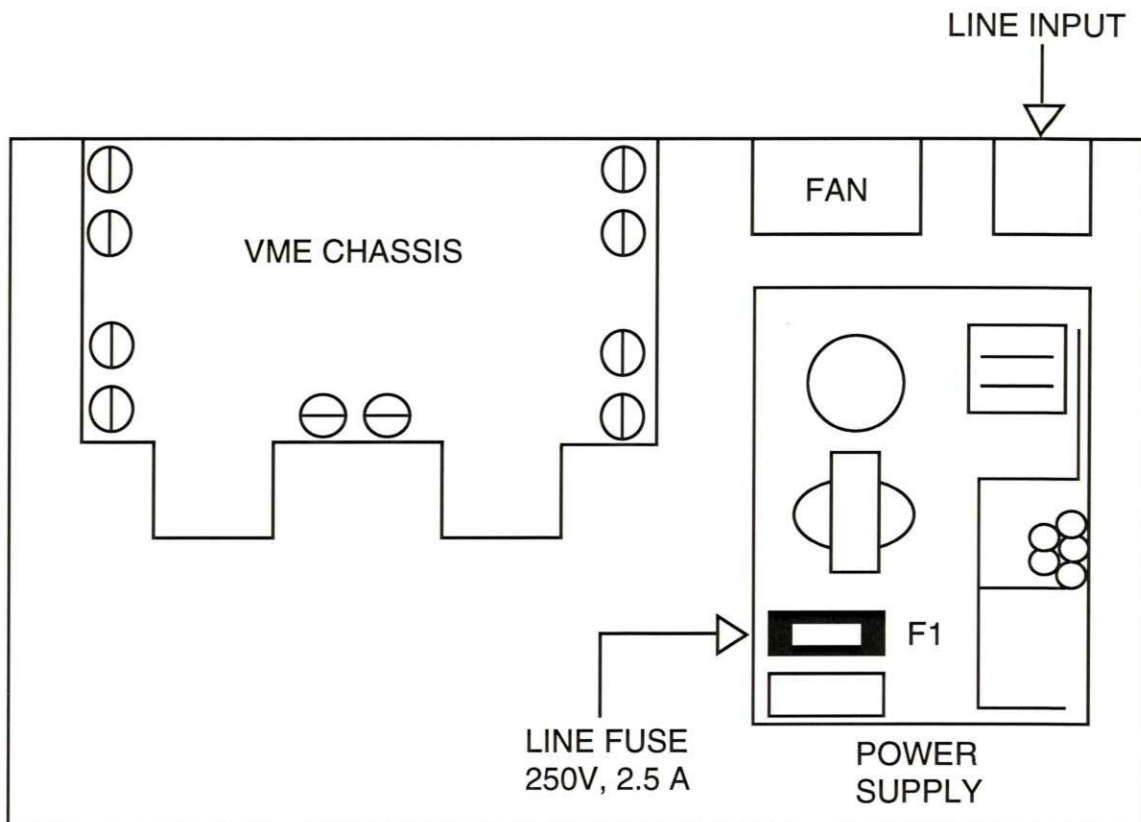 LINE INPUT
FAN
VME CHASSIS
F1
LINE FUSE
250V, 2.5 A
POWER
SUPPLY